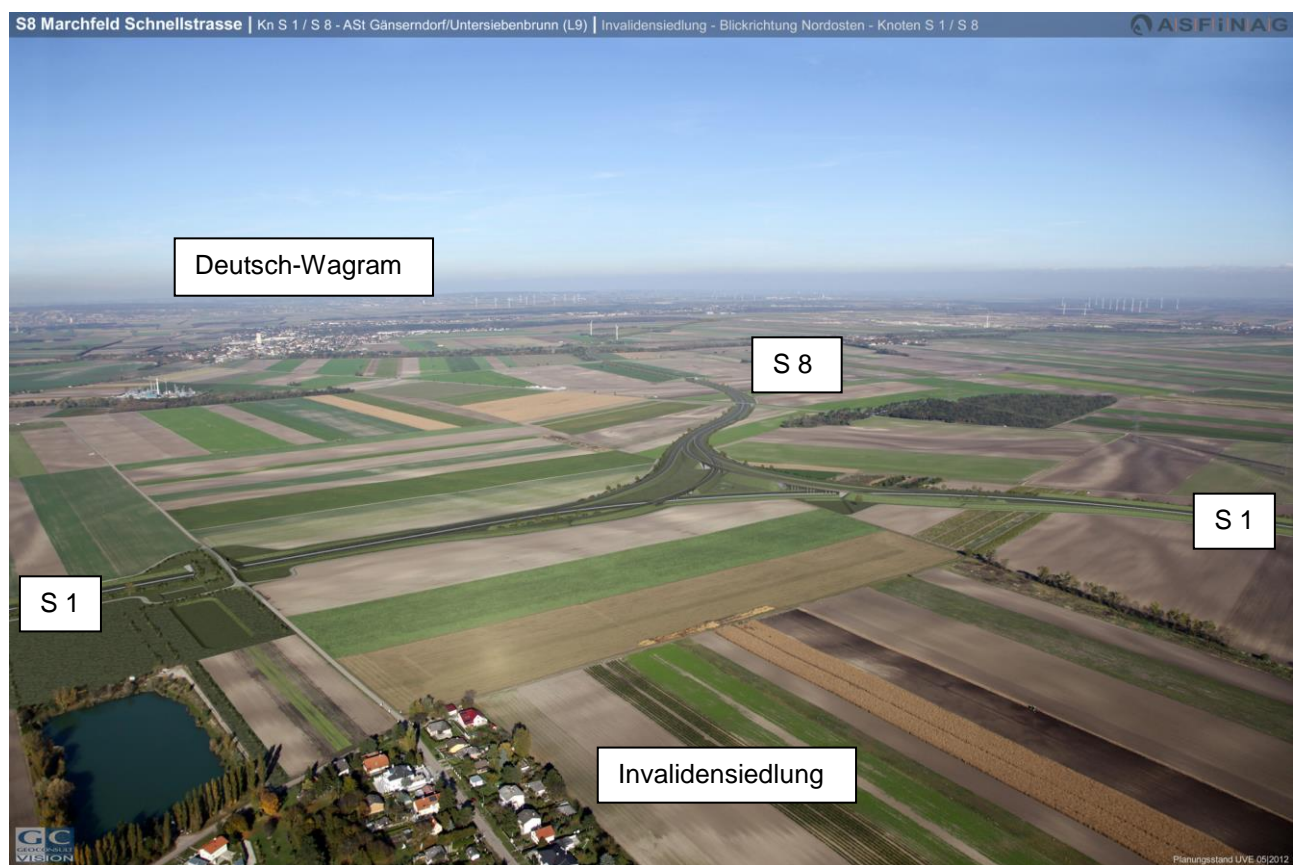 S8 Marchfeld Schnellstrasse | Kn S 1 / S 8 - ASt Gänserndorf/Untersiebenbrunn (L9) | Invalidensiedlung - Blickrichtung Nordosten - Knoten S 1 / S 8
ASFiNAG
Deutsch-Wagram
S 8
S 1
S 1
Invalidensiedlung
GC
GEOCONSULT
VISION
Planungsstand UVE 05|2012